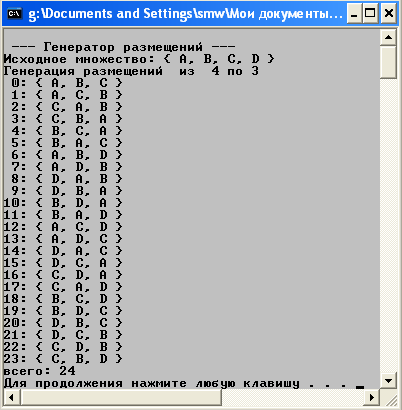 g:\Documents and Settings\smw\Мои документы...
--- Генератор размещений ---
Исходное множество: { A, B, C, D }
Генерация размещений  из  4 по 3
0: { A, B, C }
1: { A, C, B }
2: { C, A, B }
3: { C, B, A }
4: { B, C, A }
5: { B, A, C }
6: { A, B, D }
7: { A, D, B }
8: { D, A, B }
9: { D, B, A }
10: { B, D, A }
11: { B, A, D }
12: { A, C, D }
13: { A, D, C }
14: { D, A, C }
15: { D, C, A }
16: { C, D, A }
17: { C, A, D }
18: { B, C, D }
19: { B, D, C }
20: { D, B, C }
21: { D, C, B }
22: { C, D, B }
23: { C, B, D }
всего: 24
Для продолжения нажмите любую клавишу . . .